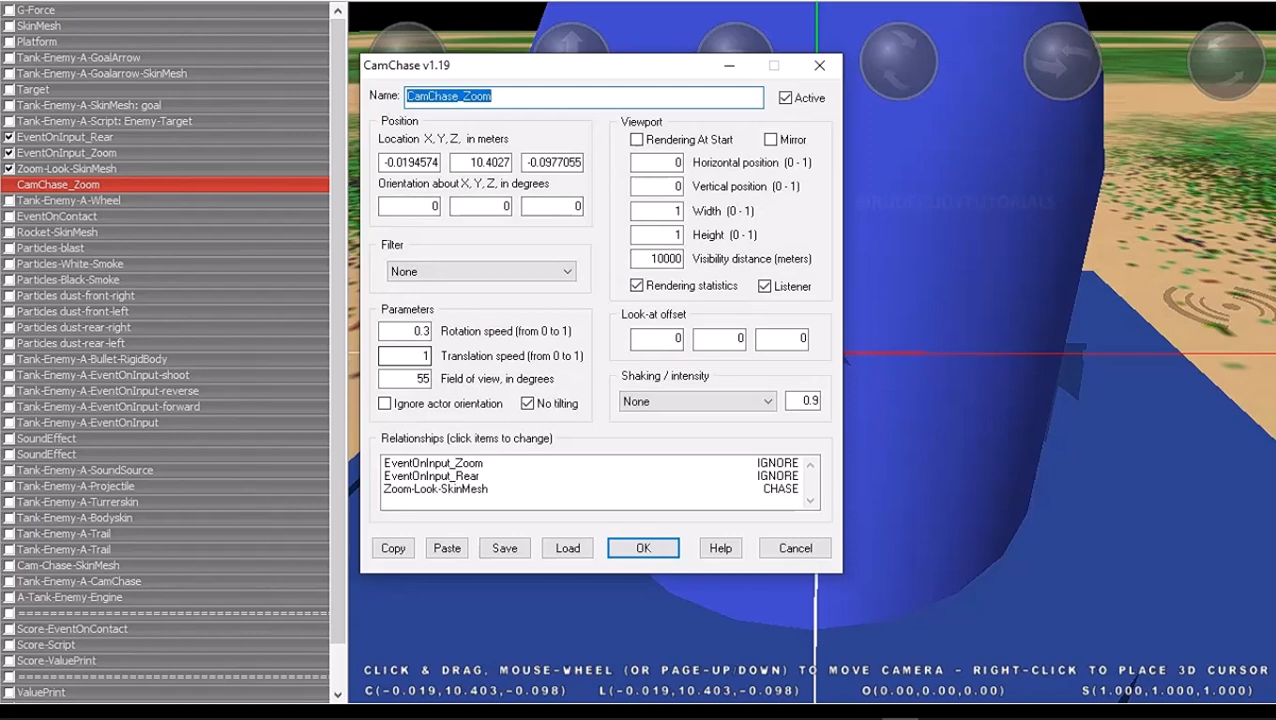 G-Force
SkinMesh
Platform
Tank-Enemy-A-GoalArrow
Tank-Enemy-A-Goalarrow-SkinMesh
Target
Tank-Enemy-A-SkinMesh: goal
Tank-Enemy-A-Script: Enemy-Target
EventOnInput_Rear
EventOnInput_Zoom
Zoom-Look-SkinMesh
CamChase_Zoom
Tank-Enemy-A-Wheel
EventOnContact
Rocket-SkinMesh
Particles-blast
Particles-White-Smoke
Particles-Black-Smoke
Particles dust-front-right
Particles dust-front-left
Particles dust-rear-right
Particles dust-rear-left
Tank-Enemy-A-Bullet-RigidBody
Tank-Enemy-A-EventOnInput-shoot
Tank-Enemy-A-EventOnInput-reverse
Tank-Enemy-A-EventOnInput-forward
Tank-Enemy-A-EventOnInput
SoundEffect
SoundEffect
Tank-Enemy-A-SoundSource
Tank-Enemy-A-Projectile
Tank-Enemy-A-Turrerskin
Tank-Enemy-A-Bodyskin
Tank-Enemy-A-Trail
Tank-Enemy-A-Trail
Cam-Chase-SkinMesh
Tank-Enemy-A-CamChase
A-Tank-Enemy-Engine
Score-EventOnContact
Score-Script
Score-ValuePrint
ValuePrint
CamChase v1.19
Name: CamChase_Zoom Active
Position
Location X,Y,Z, in meters
-0.0194574 10.4027 -0.0977055
Orientation about X,Y,Z, in degrees
0 0 0
Filter
None
Parameters
0.3 Rotation speed (from 0 to 1)
1 Translation speed (from 0 to 1)
55 Field of view, in degrees
Ignore actor orientation No tilting
Viewport
Rendering At Start Mirror
0 Horizontal position (0 - 1)
0 Vertical position (0 - 1)
1 Width (0 - 1)
1 Height (0 - 1)
10000 Visibility distance (meters)
Rendering statistics Listener
Look-at offset
0 0 0
Shaking / intensity
None 0.9
Relationships (click items to change)
EventOnInput_Zoom IGNORE
EventOnInput_Rear IGNORE
Zoom-Look-SkinMesh CHASE
Copy Paste Save Load OK Help Cancel
CLICK & DRAG, MOUSE-WHEEL (OR PAGE-UP/DOWN) TO MOVE CAMERA - RIGHT-CLICK TO PLACE 3D CURSOR
C(-0.019,10.403,-0.098) L(-0.019,10.403,-0.098) O(0.00,0.00,0.00) S(1.000,1.000,1.000)